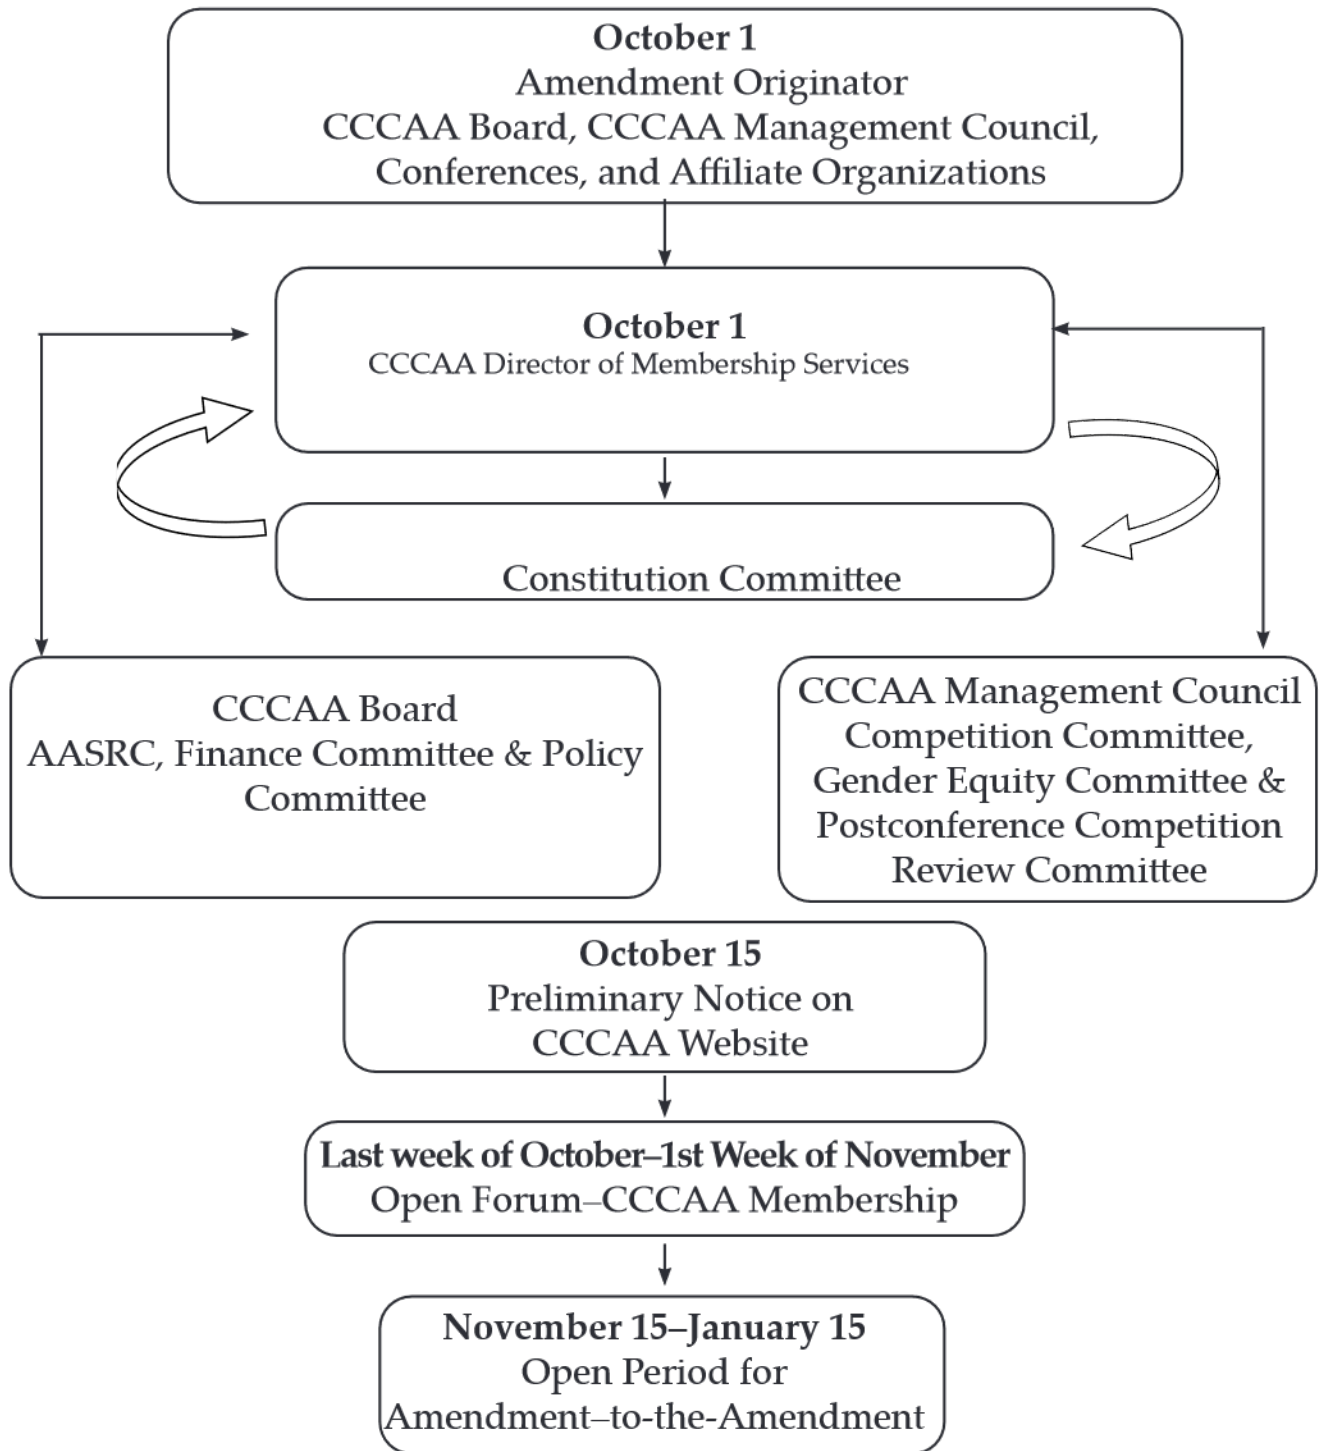 October 1
Amendment Originator
CCCAA Board, CCCAA Management Council,
Conferences, and Affiliate Organizations
October 1
CCCAA Director of Membership Services
Constitution Committee
CCCAA Board
AASRC, Finance Committee & Policy
Committee
CCCAA Management Council
Competition Committee,
Gender Equity Committee &
Postconference Competition
Review Committee
October 15
Preliminary Notice on
CCCAA Website
Last week of October–1st Week of November
Open Forum–CCCAA Membership
November 15–January 15
Open Period for
Amendment–to-the-Amendment